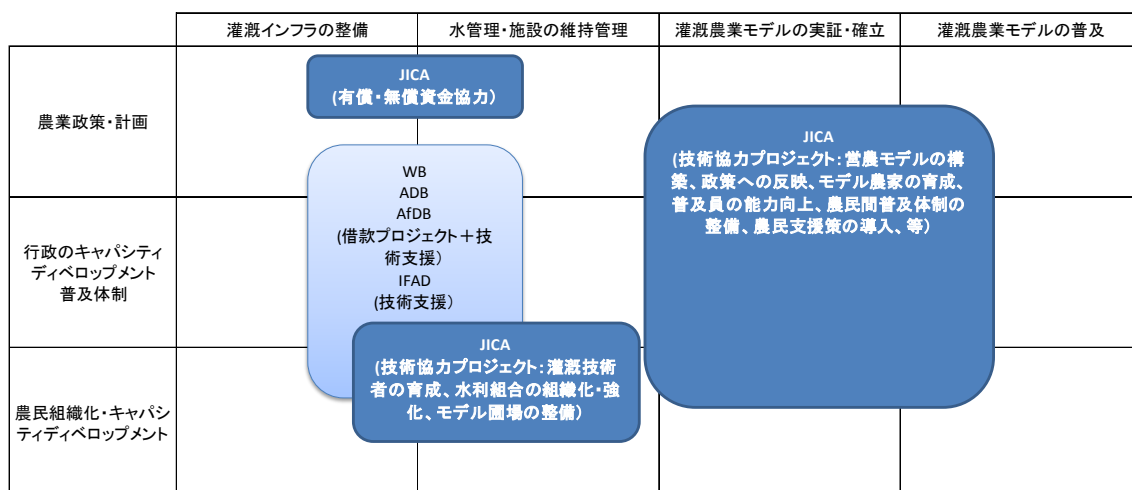 灌漑インフラの整備
水管理・施設の維持管理
灌漑農業モデルの実証・確立
灌漑農業モデルの普及
農業政策・計画
JICA
(有償・無償資金協力）
WB
ADB
AfDB
(借款プロジェクト＋技
術支援）
IFAD
(技術支援）
JICA
(技術協力プロジェクト：営農モデルの構
築、政策への反映、モデル農家の育成、
普及員の能力向上、農民間普及体制の
整備、農民支援策の導入、等）
行政のキャパシティ
ディベロップメント
普及体制
JICA
(技術協力プロジェクト：灌漑技術
者の育成、水利組合の組織化・強
化、モデル圃場の整備）
農民組織化・キャパシ
ティディベロップメント